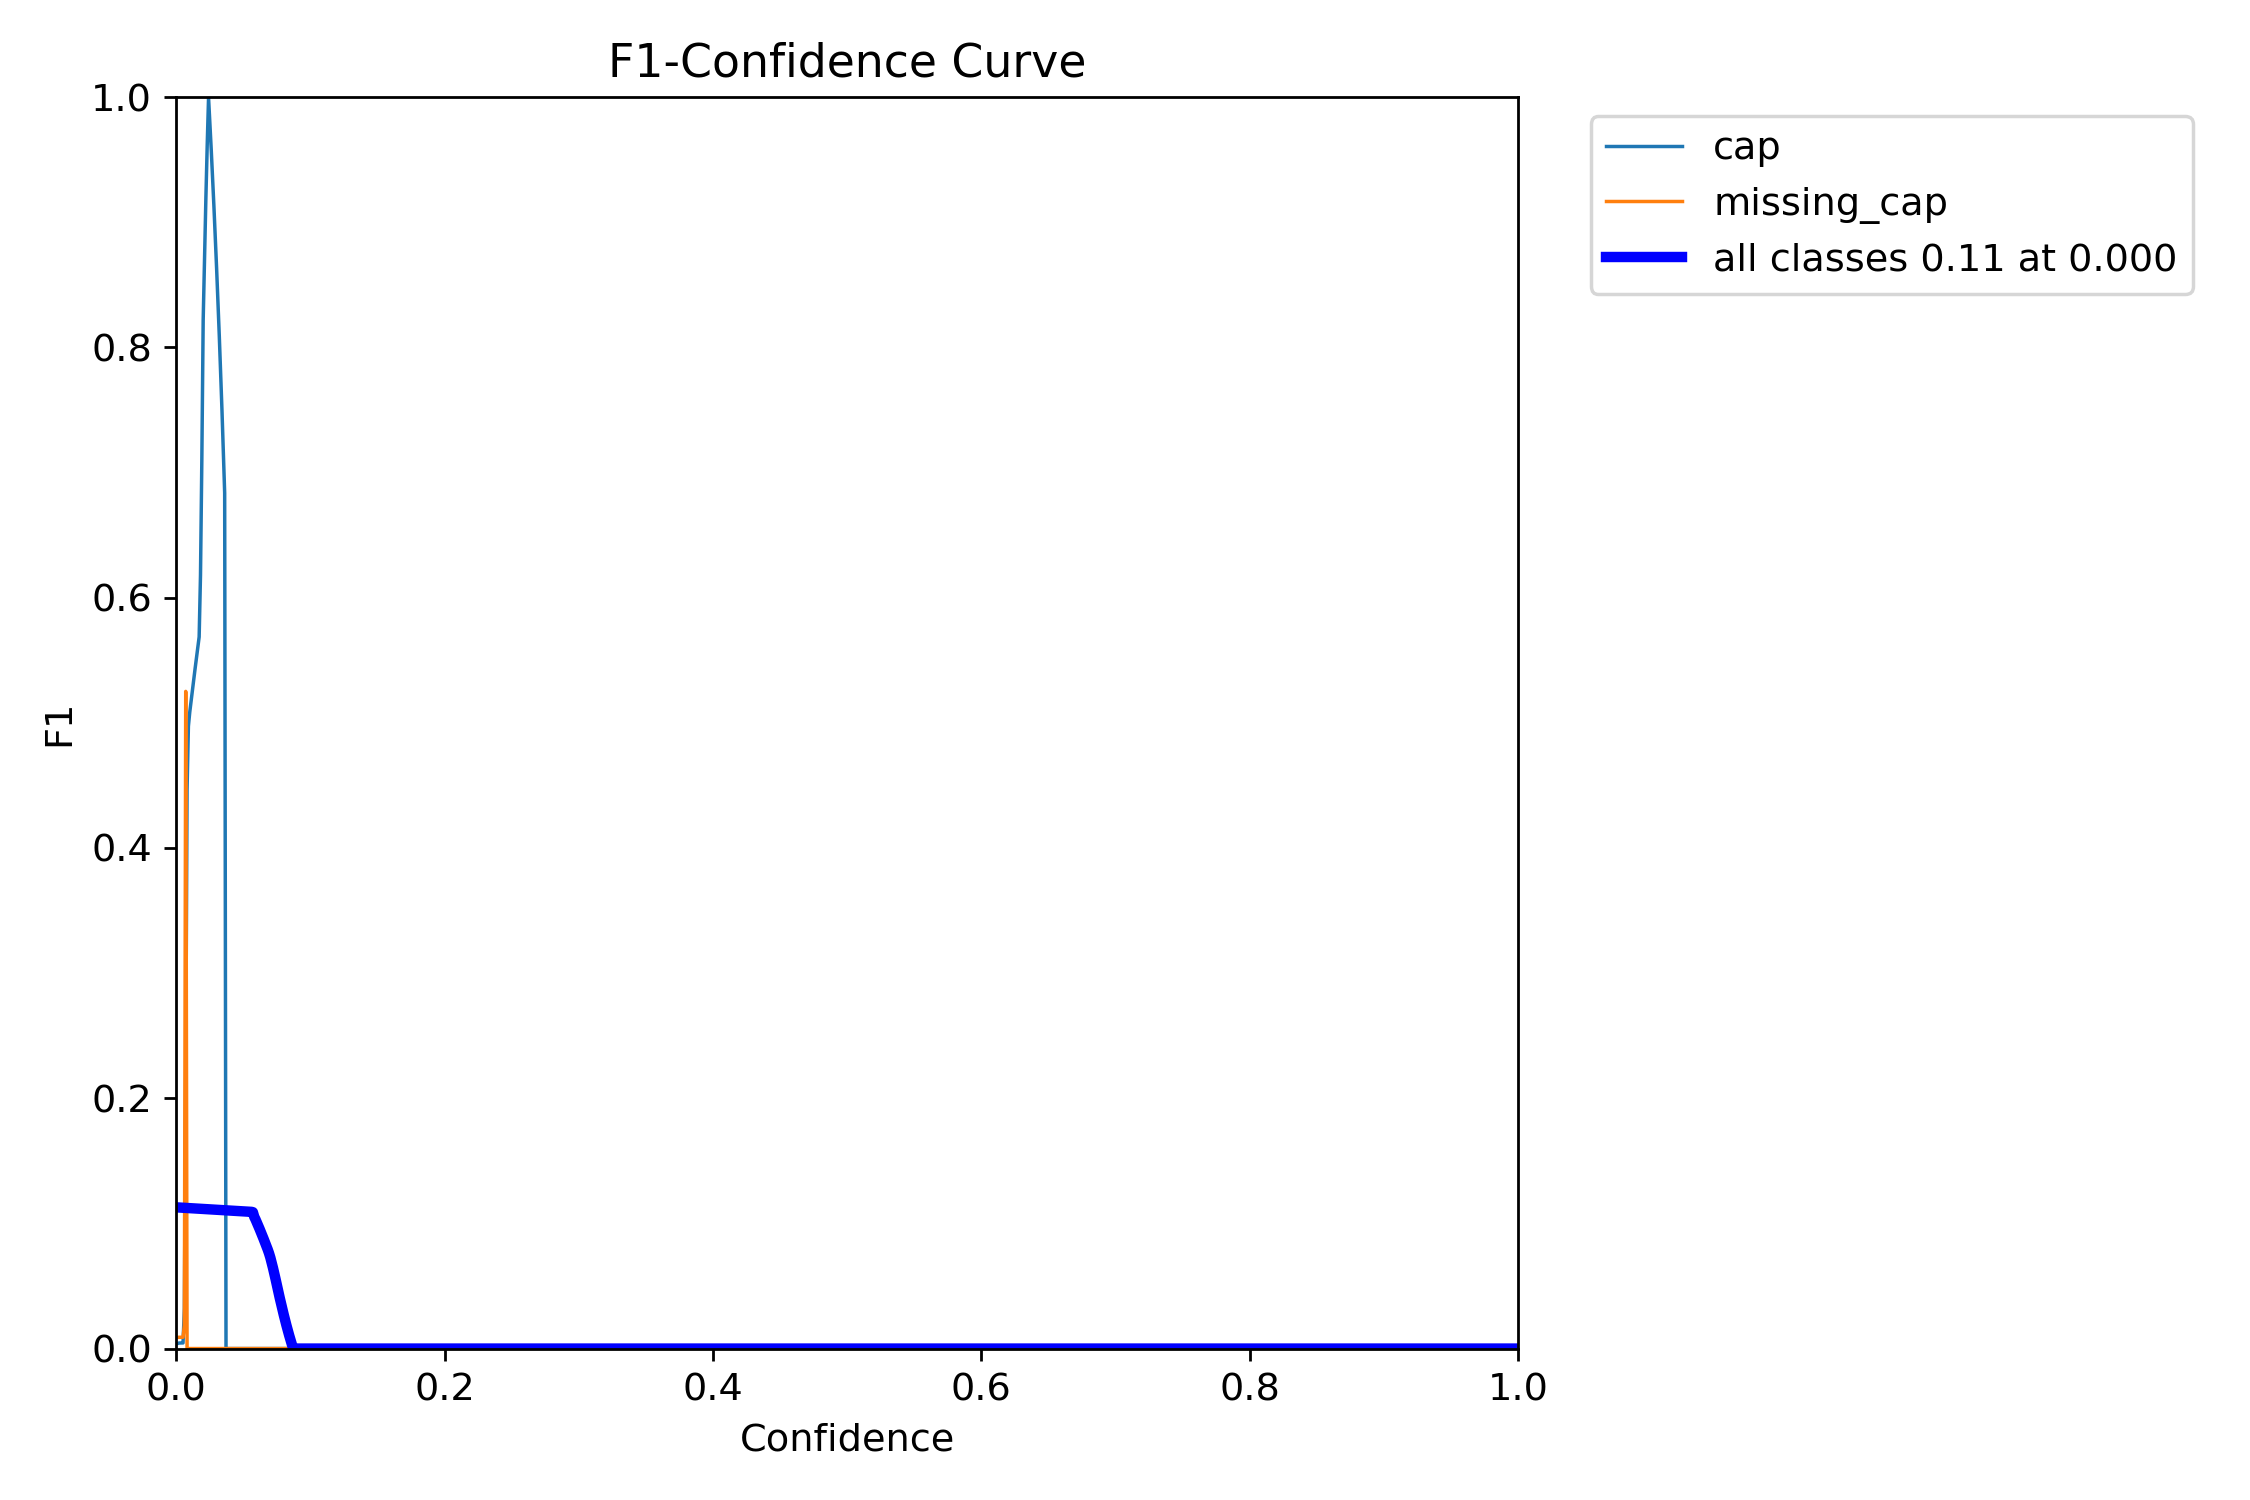 F1-Confidence Curve
1.0
0.8
0.6
0.4
0.2
0.0
F1
0.0 0.2 0.4 0.6 0.8 1.0
Confidence
cap
missing_cap
all classes 0.11 at 0.000